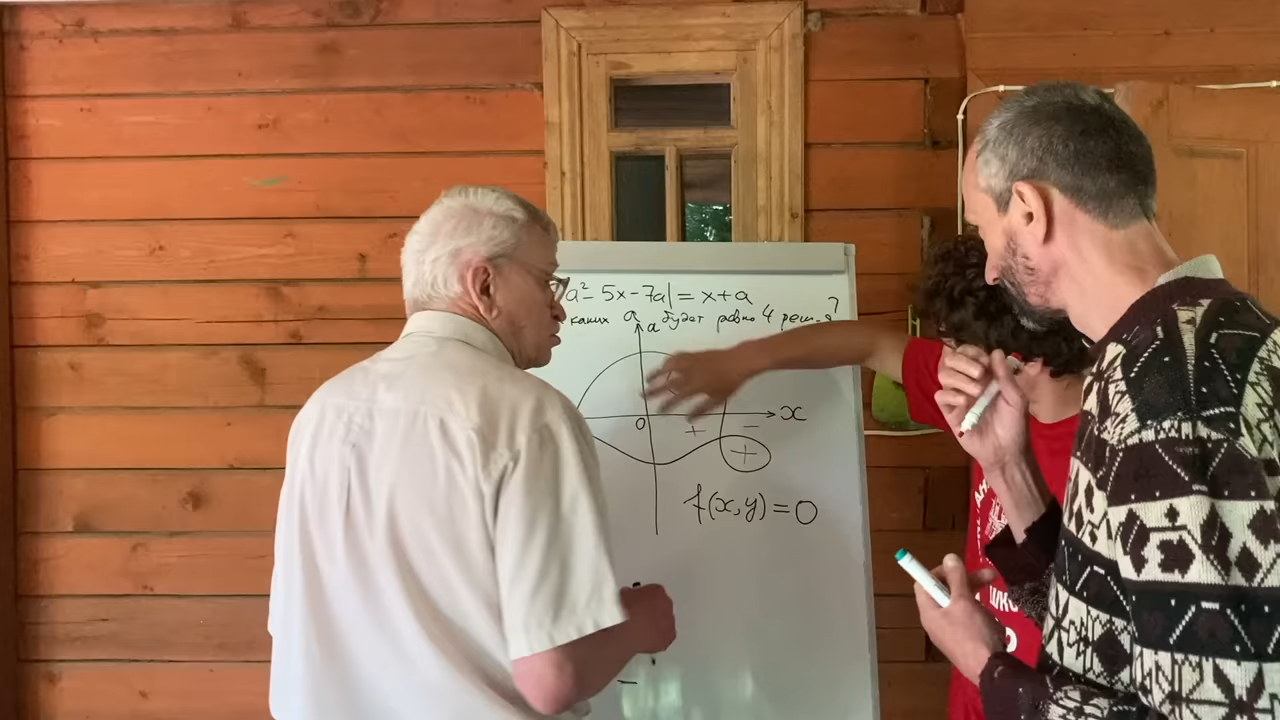 a² - 5x - 7a| = x + a
каких a будет равно 4 реш-я?
a
x
0
+
-
+
f(x,y) = 0